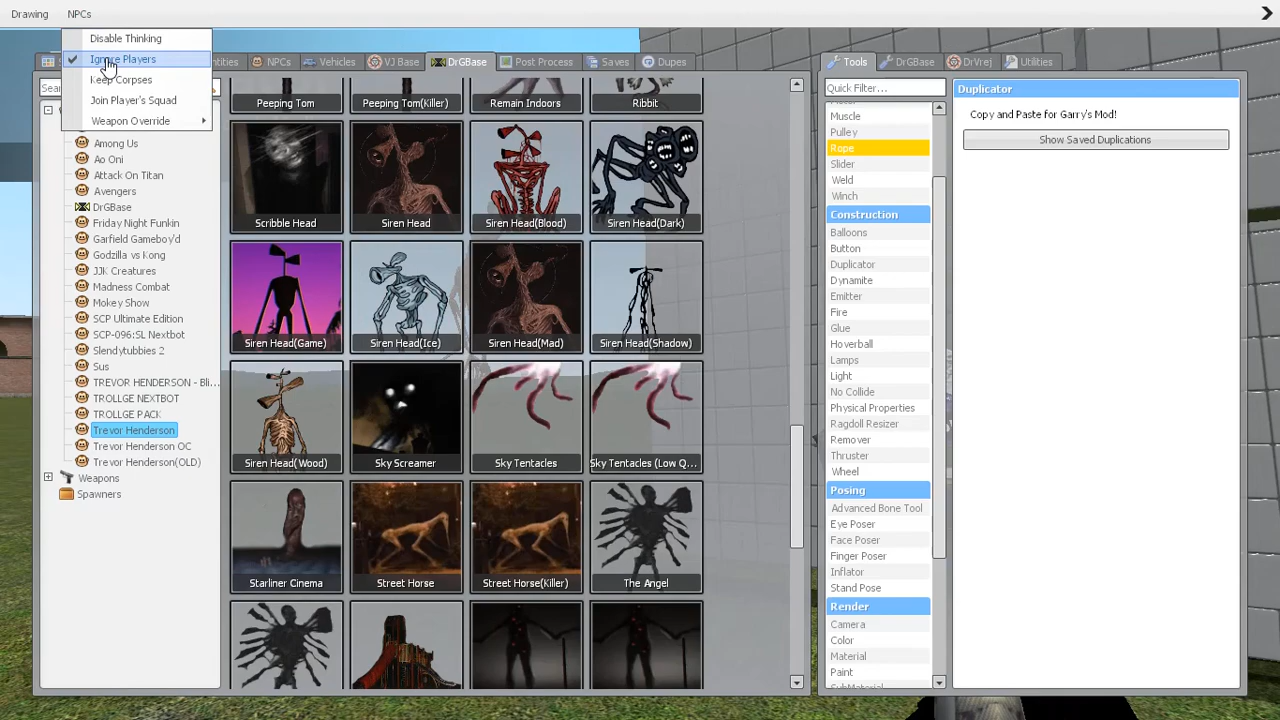 Drawing
NPCs
Disable Thinking
Ignore Players
Keep Corpses
Join Player's Squad
Weapon Override
NPCs
Vehicles
VJ Base
DrGBase
Post Process
Saves
Dupes
Among Us
Ao Oni
Attack On Titan
Avengers
DrGBase
Friday Night Funkin
Garfield Gameboy'd
Godzilla vs Kong
JJK Creatures
Madness Combat
Mokey Show
SCP Ultimate Edition
SCP-096:SL Nextbot
Slendytubbies 2
Sus
TREVOR HENDERSON - Bli...
TROLLGE NEXTBOT
TROLLGE PACK
Trevor Henderson
Trevor Henderson OC
Trevor Henderson(OLD)
Weapons
Spawners
Peeping Tom
Peeping Tom(Killer)
Remain Indoors
Ribbit
Scribble Head
Siren Head
Siren Head(Blood)
Siren Head(Dark)
Siren Head(Game)
Siren Head(Ice)
Siren Head(Mad)
Siren Head(Shadow)
Siren Head(Wood)
Sky Screamer
Sky Tentacles
Sky Tentacles (Low Q...
Starliner Cinema
Street Horse
Street Horse(Killer)
The Angel
Tools
DrGBase
DrVrej
Utilities
Quick Filter...
Muscle
Pulley
Rope
Slider
Weld
Winch
Construction
Balloons
Button
Duplicator
Dynamite
Emitter
Fire
Glue
Hoverball
Lamps
Light
No Collide
Physical Properties
Ragdoll Resizer
Remover
Thruster
Wheel
Posing
Advanced Bone Tool
Eye Poser
Face Poser
Finger Poser
Inflator
Stand Pose
Render
Camera
Color
Material
Paint
Duplicator
Copy and Paste for Garry's Mod!
Show Saved Duplications